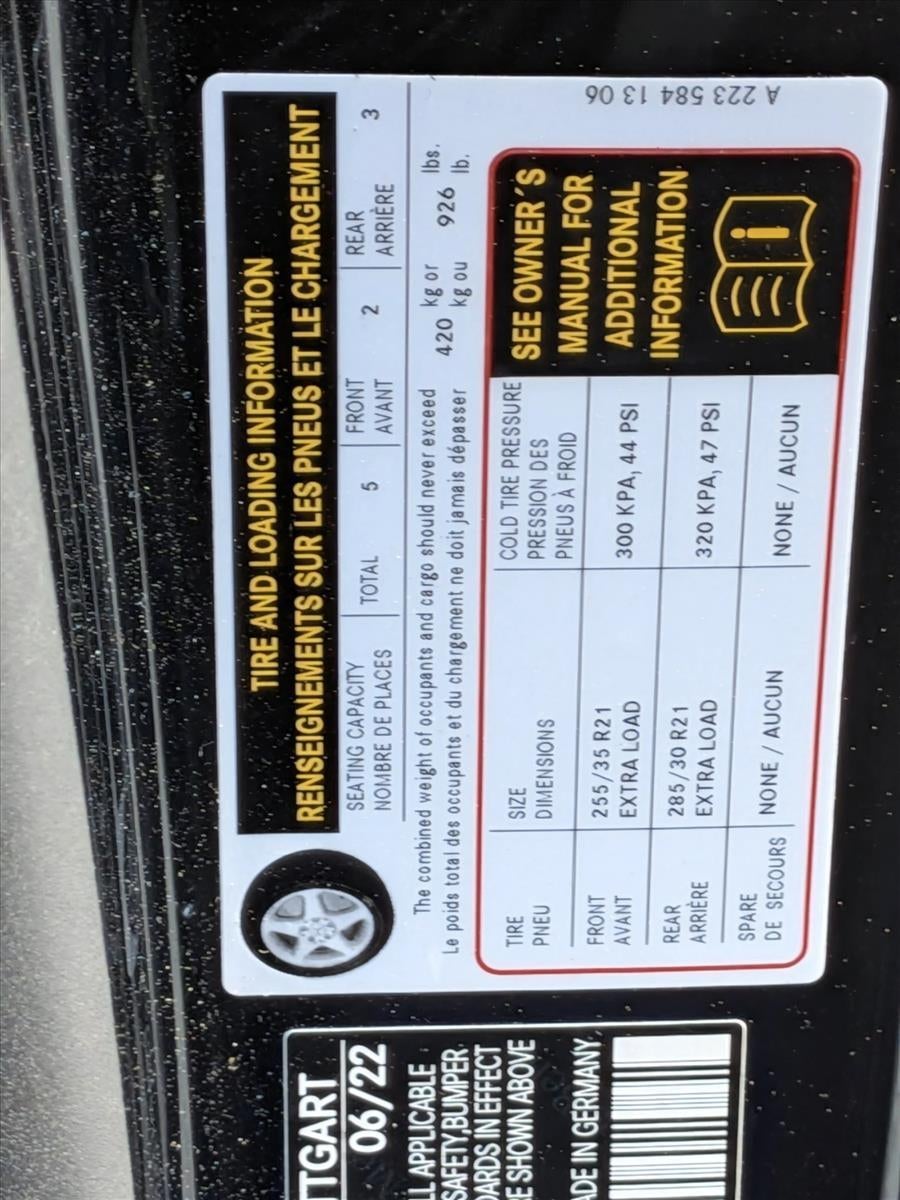 TIRE AND LOADING INFORMATION
RENSEIGNEMENTS SUR LES PNEUS ET LE CHARGEMENT
SEATING CAPACITY TOTAL 5 FRONT 2 REAR 3
NOMBRE DE PLACES AVANT ARRIÈRE
The combined weight of occupants and cargo should never exceed 420 kg or 926 lbs.
Le poids total des occupants et du chargement ne doit jamais dépasser kg ou lb.
TIRE SIZE COLD TIRE PRESSURE
PNEU DIMENSIONS PRESSION DES
PNEUS À FROID
FRONT 255/35 R21 300 KPA, 44 PSI
AVANT EXTRA LOAD
REAR 285/30 R21 320 KPA, 47 PSI
ARRIÈRE EXTRA LOAD
SPARE NONE / AUCUN NONE / AUCUN
DE SECOURS
SEE OWNER'S
MANUAL FOR
ADDITIONAL
INFORMATION
A 223 584 13 06
TTGART
06/22
LL APPLICABLE
SAFETY,BUMPER
DARDS IN EFFECT
E SHOWN ABOVE
ADE IN GERMANY